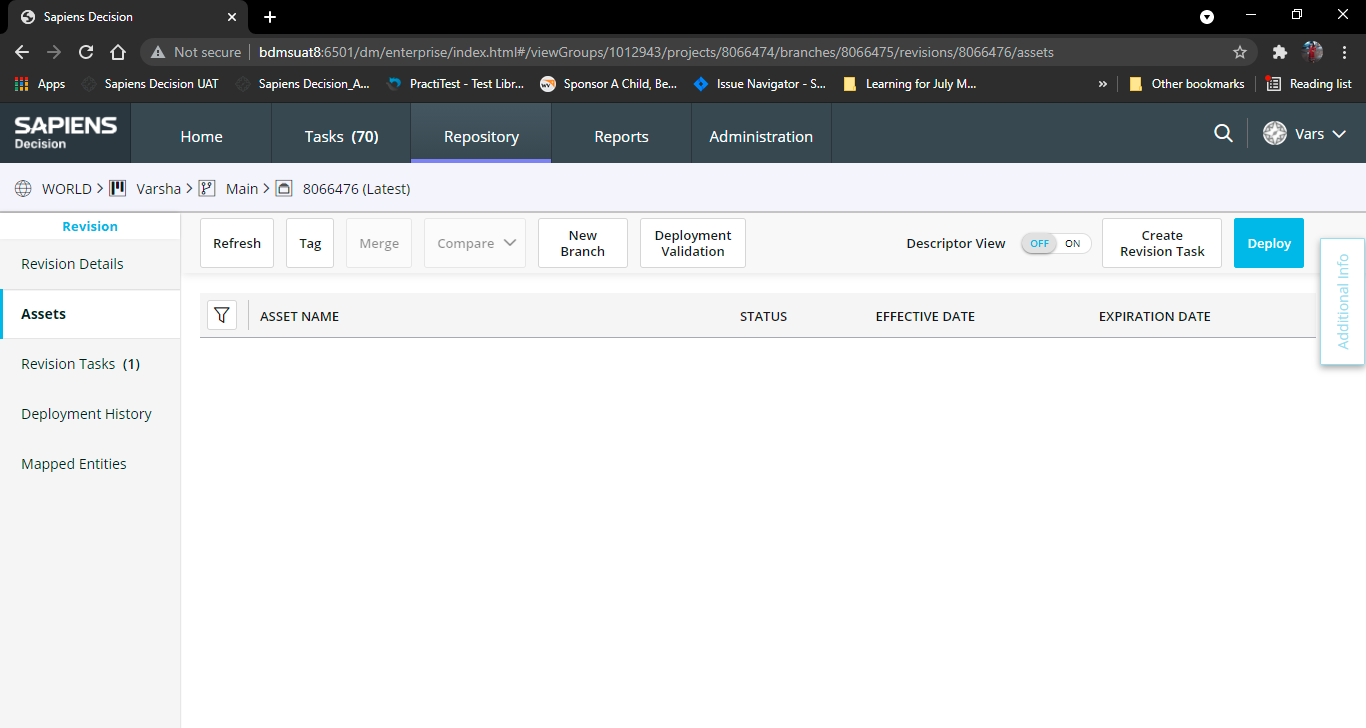 Sapiens Decision
Not secure bdmsuat8:6501/dm/enterprise/index.html#/viewGroups/1012943/projects/8066474/branches/8066475/revisions/8066476/assets
Apps Sapiens Decision UAT Sapiens Decision_A... PractiTest - Test Libr... Sponsor A Child, Be... Issue Navigator - S... Learning for July M... » Other bookmarks Reading list
SAPIENS
Decision
Home Tasks (70) Repository Reports Administration Vars
WORLD > Varsha > Main > 8066476 (Latest)
Revision
Revision Details
Assets
Revision Tasks (1)
Deployment History
Mapped Entities
Refresh Tag Merge Compare New Branch Deployment Validation Descriptor View OFF ON Create Revision Task Deploy
ASSET NAME STATUS EFFECTIVE DATE EXPIRATION DATE
Additional Info